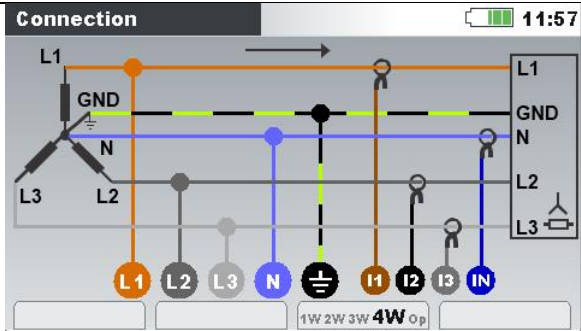 Connection 11:57
L1
L1
GND
GND
N
N
L3
L2
L2
L3
L1 L2 L3 N I1 I2 I3 IN
1W 2W 3W 4W Op